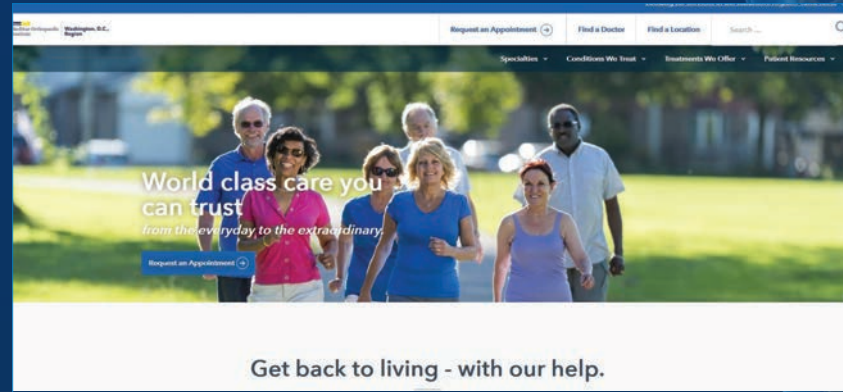 Washington, D.C.,
Region
Request an Appointment
Find a Doctor
Find a Location
Search ...
Specialties
Conditions We Treat
Treatments We Offer
Patient Resources
World class care you
can trust
from the everyday to the extraordinary.
Request an Appointment
Get back to living - with our help.